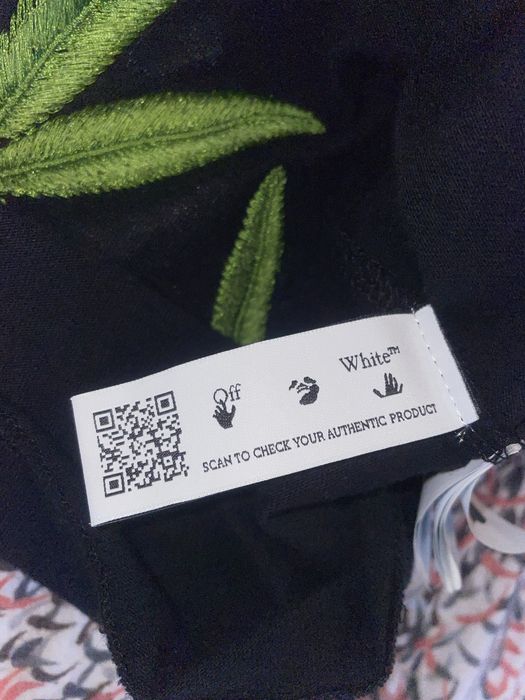 Off
White™
SCAN TO CHECK YOUR AUTHENTIC PRODUCT